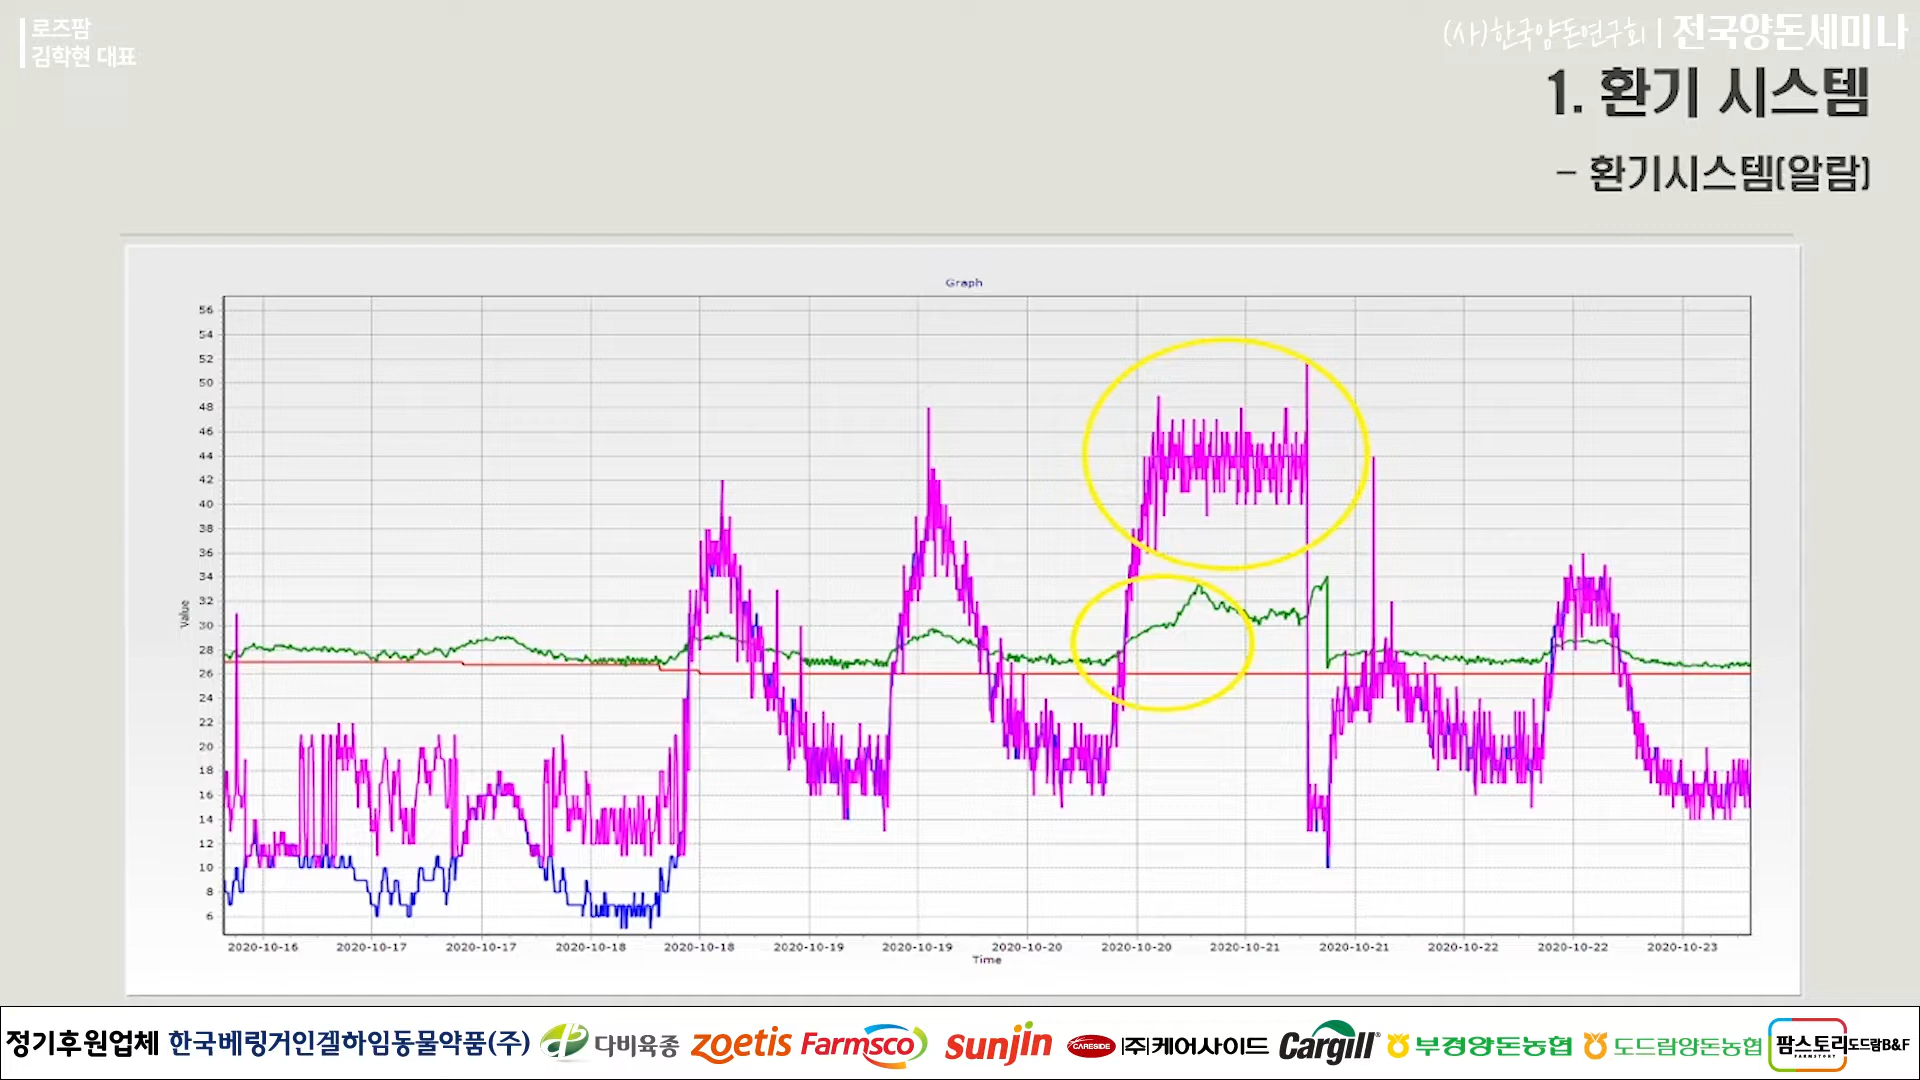 로즈팜
김학현 대표
(사)한국양돈연구회 | 전국양돈세미나
1. 환기 시스템
- 환기시스템(알람)
Graph
56
54
52
50
48
46
44
42
40
38
36
34
32
30
28
26
24
22
20
18
16
14
12
10
8
6
Value
2020-10-16 2020-10-17 2020-10-17 2020-10-18 2020-10-18 2020-10-19 2020-10-19 2020-10-20 2020-10-20 2020-10-21 2020-10-21 2020-10-22 2020-10-22 2020-10-23
Time
정기후원업체 한국베링거인겔하임동물약품(주) 다비육종 zoetis Farmsco sunjin CARESIDE (주)케어사이드 Cargill® 부경양돈농협 도드람양돈농협 팜스토리 FARMSTORY 도드람B&F